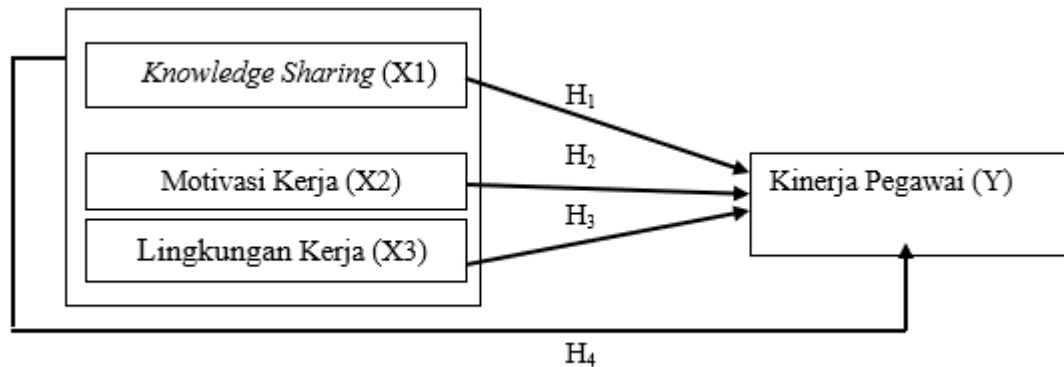 Knowledge Sharing (X1)
H₁
H₂
Motivasi Kerja (X2)
Kinerja Pegawai (Y)
H₃
Lingkungan Kerja (X3)
H₄